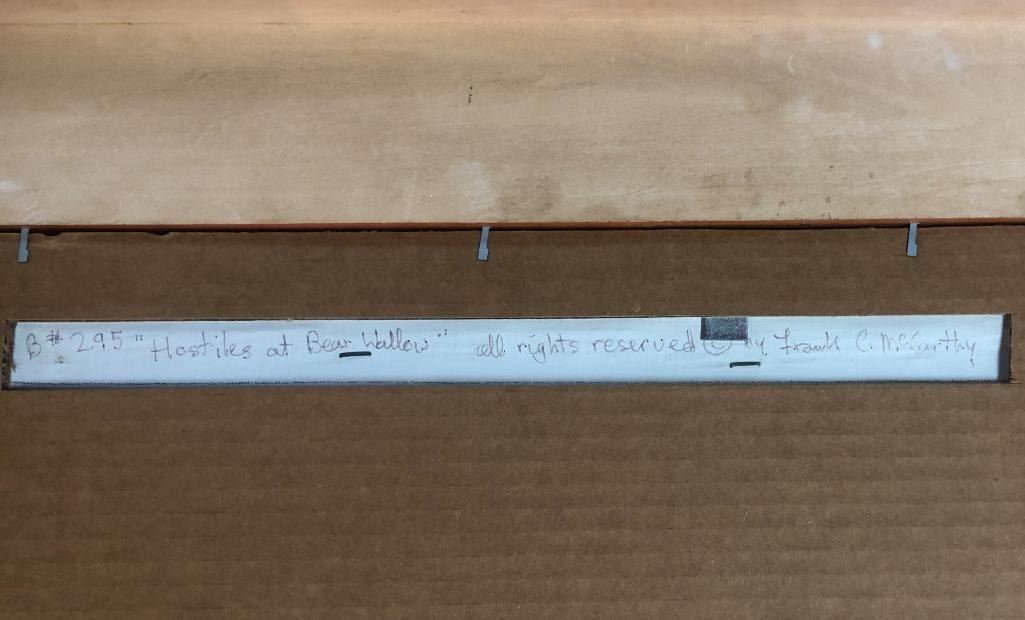 B# 295 "Hostiles at Bear Wallow" all rights reserved © by Frank C. McCarthy